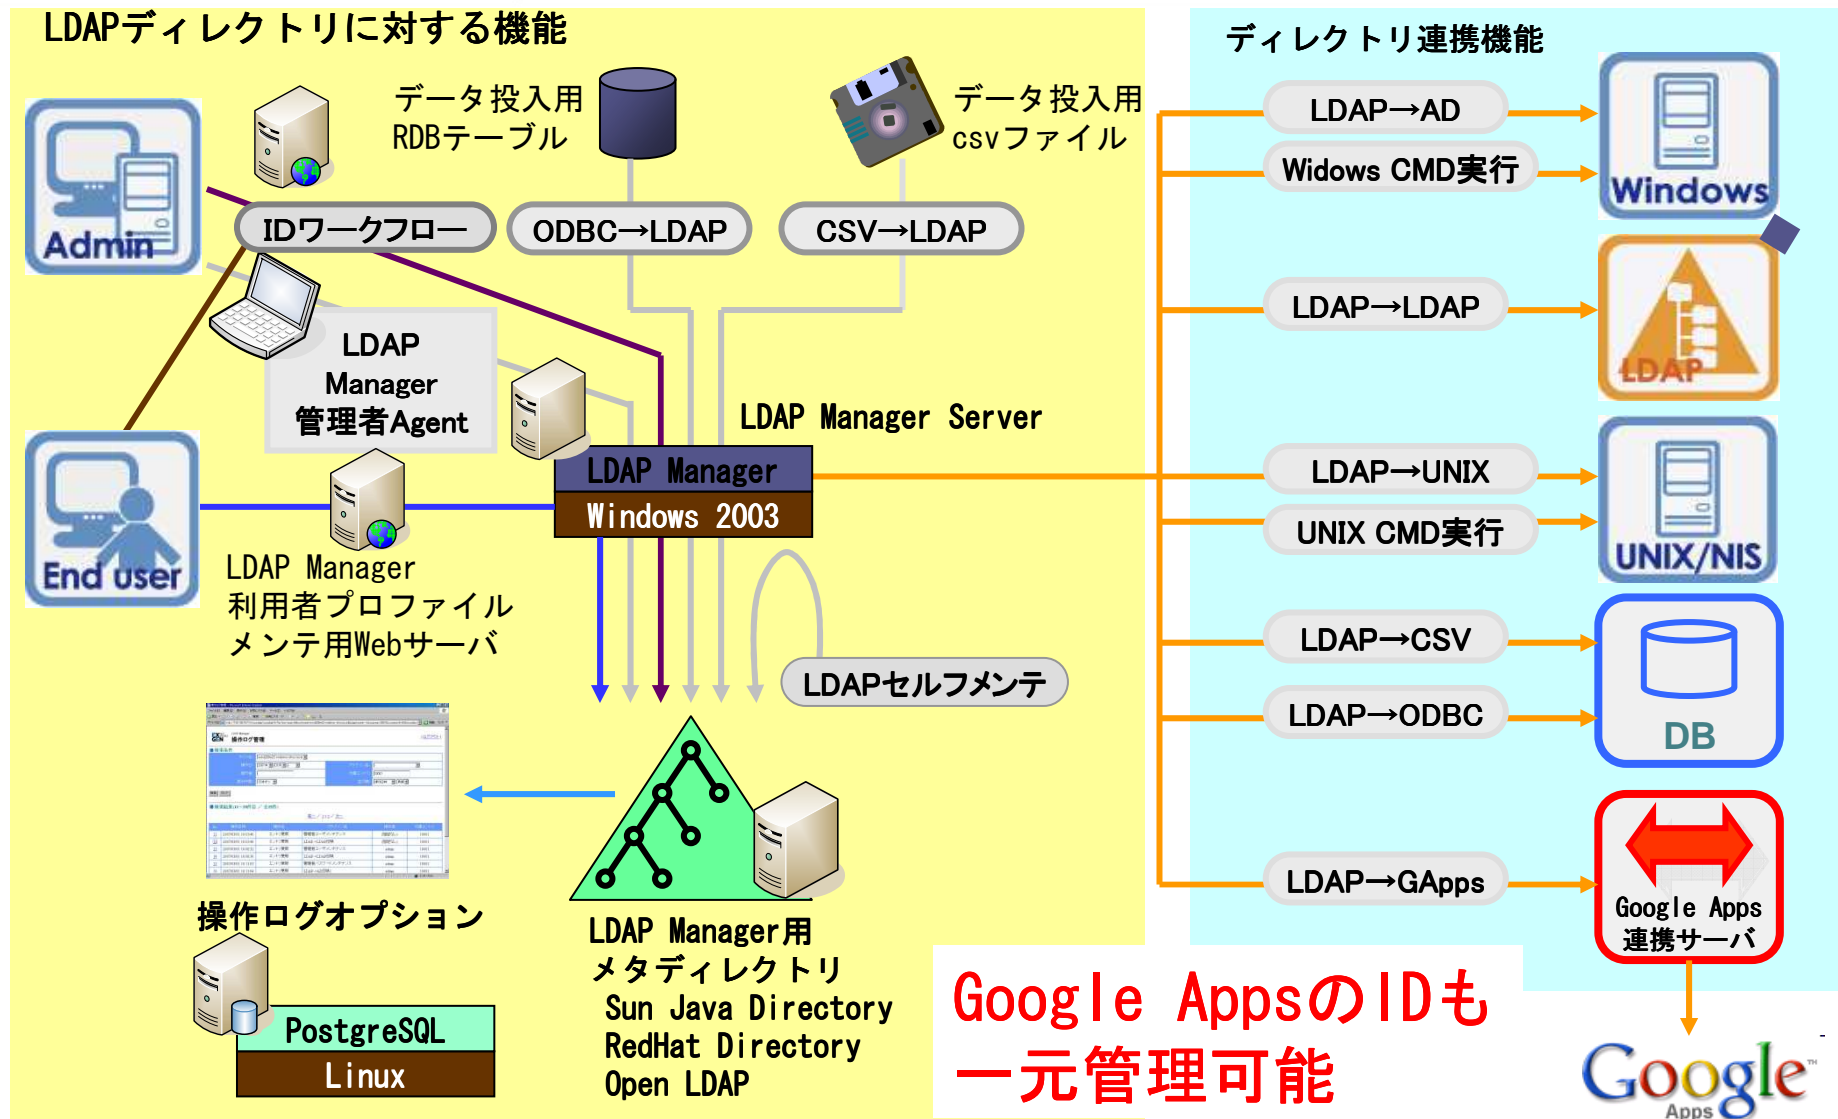 LDAPディレクトリに対する機能
ディレクトリ連携機能
Admin
データ投入用
RDBテーブル
データ投入用
csvファイル
IDワークフロー
ODBC→LDAP
CSV→LDAP
LDAP
Manager
管理者Agent
LDAP Manager Server
LDAP Manager
Windows 2003
End user
LDAP Manager
利用者プロファイル
メンテ用Webサーバ
LDAPセルフメンテ
操作ログ管理
操作ログオプション
PostgreSQL
Linux
LDAP Manager用
メタディレクトリ
Sun Java Directory
RedHat Directory
Open LDAP
LDAP→AD
Widows CMD実行
Windows
LDAP→LDAP
LDAP
LDAP→UNIX
UNIX CMD実行
UNIX/NIS
LDAP→CSV
LDAP→ODBC
DB
LDAP→GApps
Google Apps
連携サーバ
Google AppsのIDも
一元管理可能
Google™
Apps